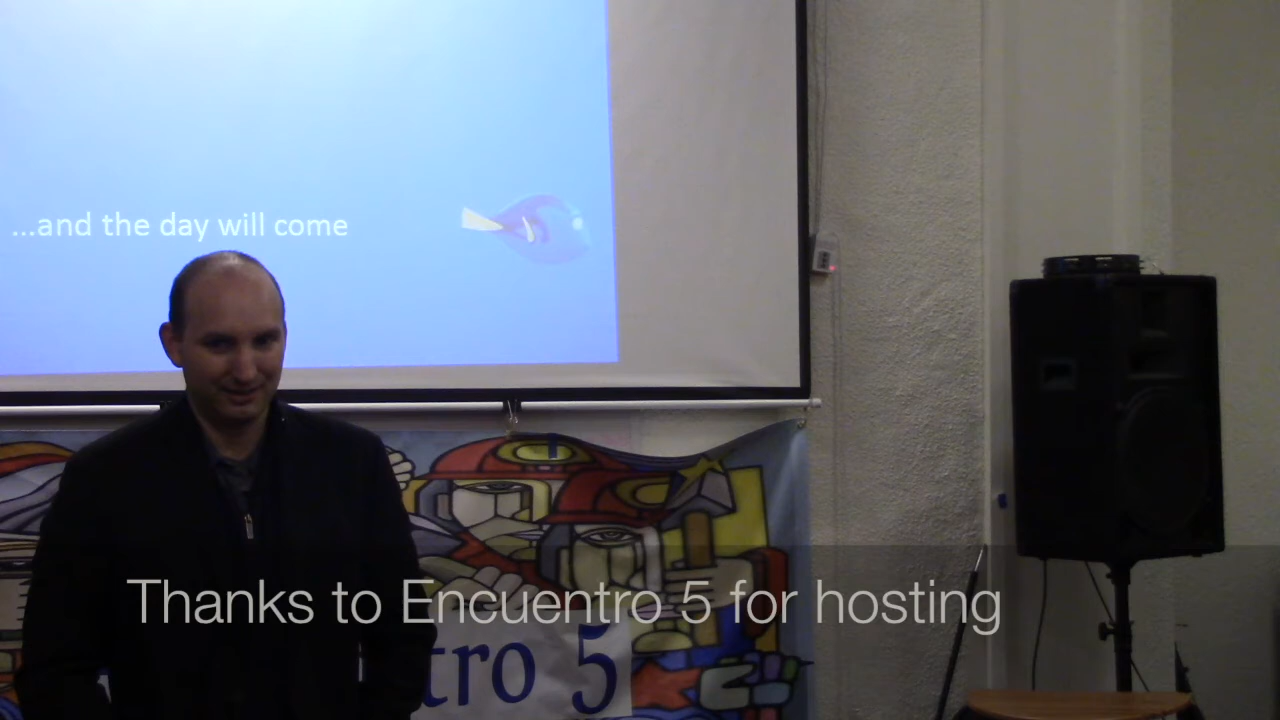 ...and the day will come
Thanks to Encuentro 5 for hosting
tro 5